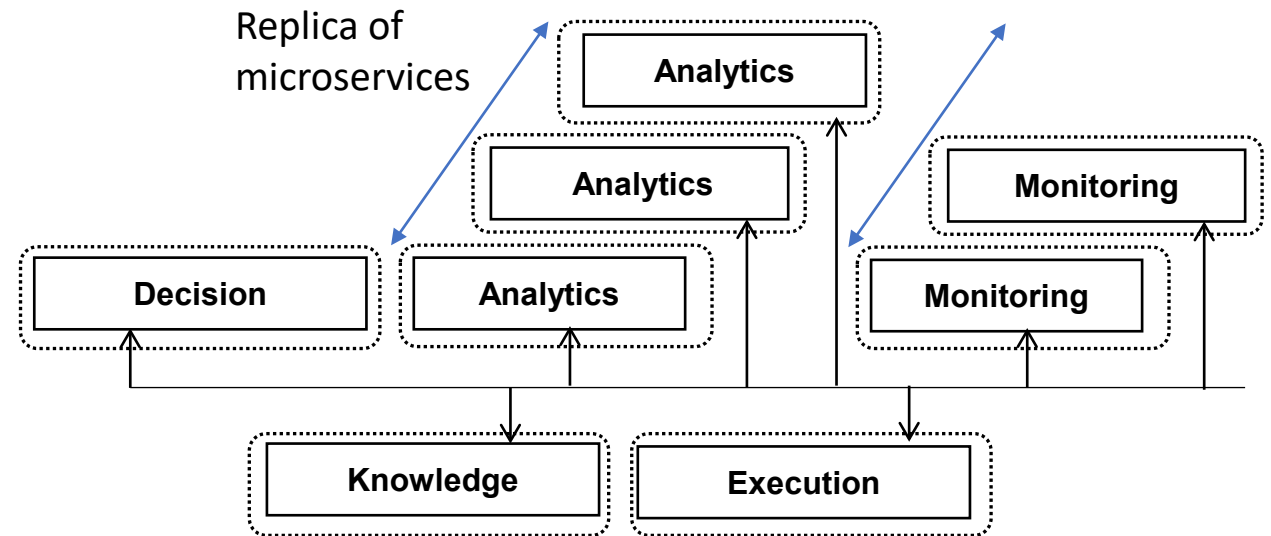 Replica of
microservices
Analytics
Analytics
Monitoring
Decision
Analytics
Monitoring
Knowledge
Execution